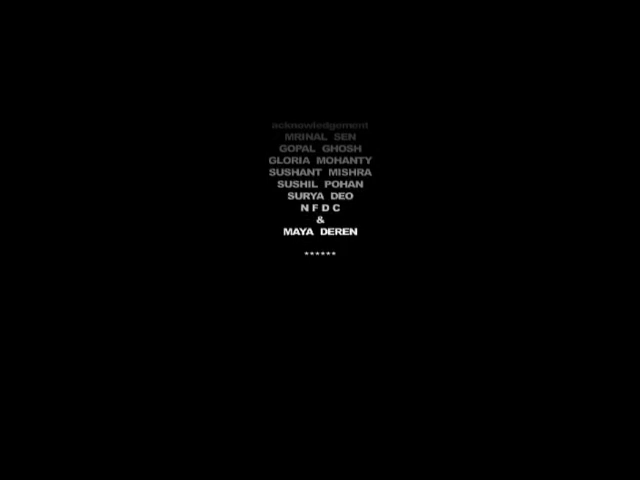 acknowledgement
MRINAL SEN
GOPAL GHOSH
GLORIA MOHANTY
SUSHANT MISHRA
SUSHIL POHAN
SURYA DEO
N F D C
&
MAYA DEREN
******